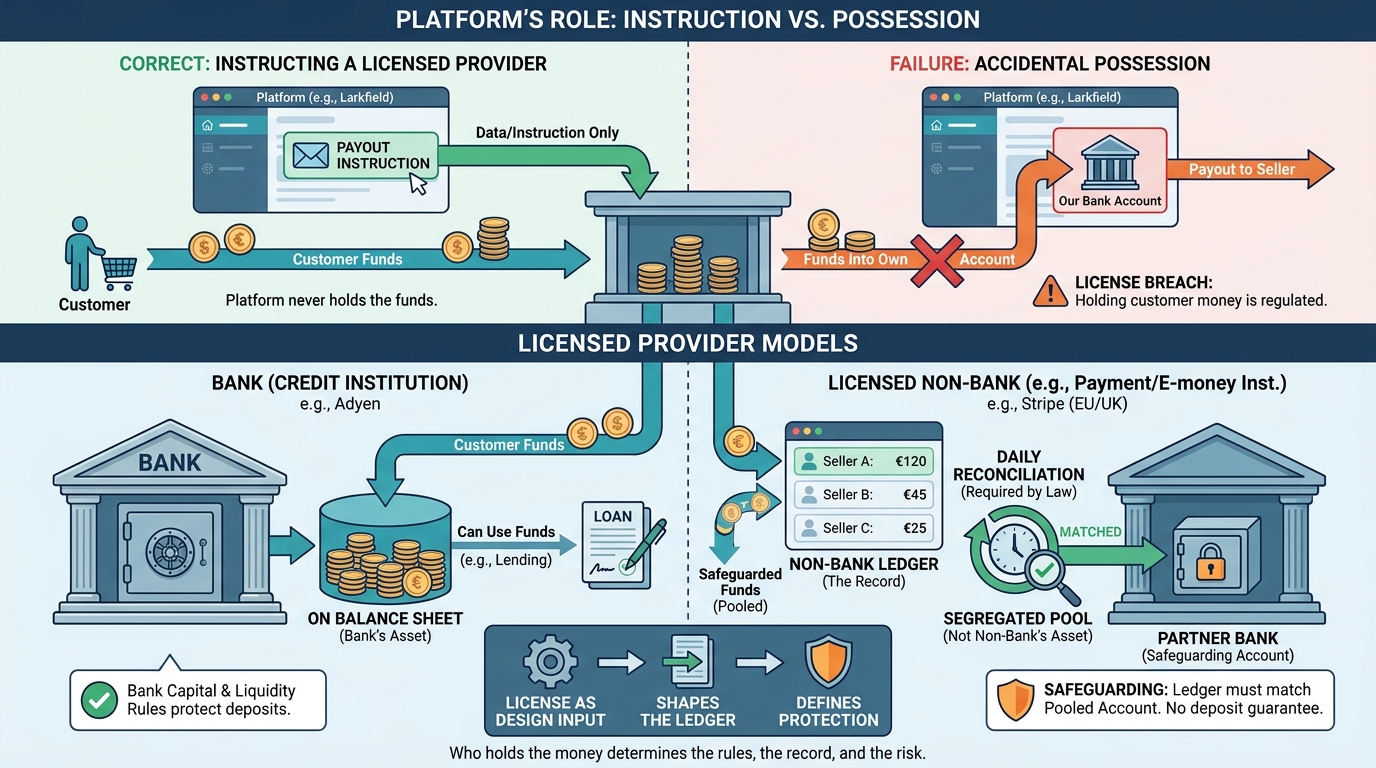 PLATFORM'S ROLE: INSTRUCTION VS. POSSESSION
CORRECT: INSTRUCTING A LICENSED PROVIDER
Platform (e.g., Larkfield)
PAYOUT
INSTRUCTION
Data/Instruction Only
$
€
$
Customer Funds
Customer
Platform never holds the funds.
FAILURE: ACCIDENTAL POSSESSION
Platform (e.g., Larkfield)
Our Bank Account
Payout to Seller
€
Funds Into Own
Account
LICENSE BREACH:
Holding customer money is regulated.
LICENSED PROVIDER MODELS
BANK (CREDIT INSTITUTION)
e.g., Adyen
BANK
Customer Funds
$
$
€
Can Use Funds
(e.g., Lending)
LOAN
ON BALANCE SHEET
(Bank's Asset)
Bank Capital & Liquidity
Rules protect deposits.
LICENSED NON-BANK (e.g., Payment/E-money Inst.)
e.g., Stripe (EU/UK)
€
Seller A: €120
Seller B: €45
Seller C: €25
NON-BANK LEDGER
(The Record)
Safeguarded
Funds
(Pooled)
DAILY
RECONCILIATION
(Required by Law)
MATCHED
SEGREGATED POOL
(Not Non-Bank's Asset)
PARTNER BANK
(Safeguarding Account)
SAFEGUARDING: Ledger must match
Pooled Account. No deposit guarantee.
LICENSE AS
DESIGN INPUT
SHAPES
THE LEDGER
DEFINES
PROTECTION
Who holds the money determines the rules, the record, and the risk.